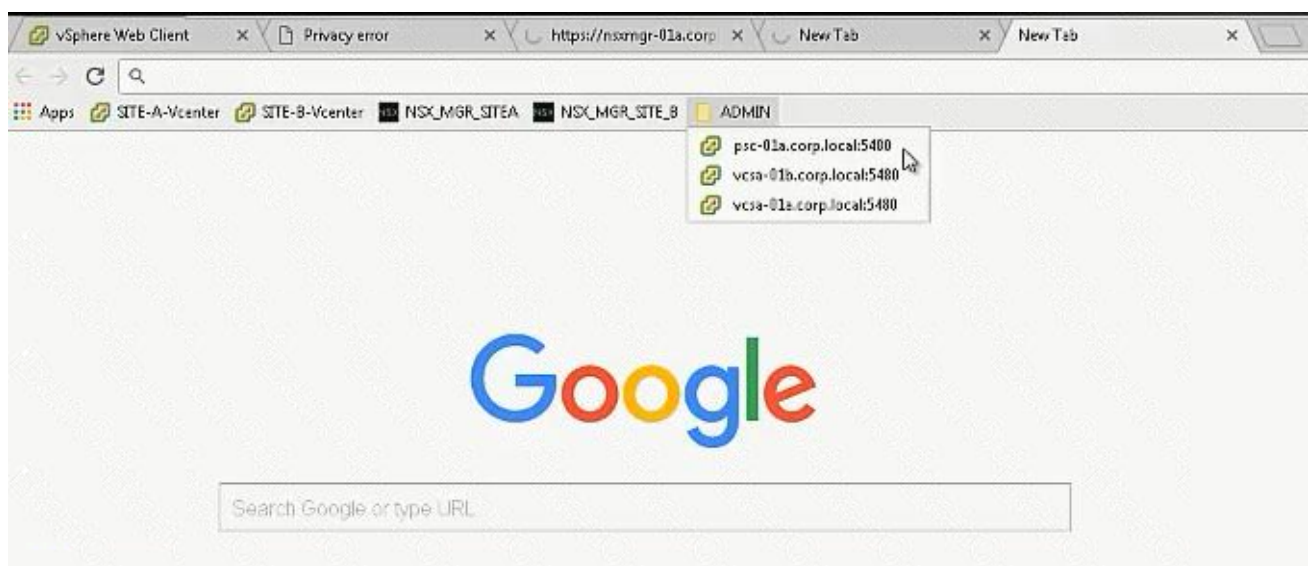 vSphere Web Client
Privacy error
https://nsxmgr-01a.corp
New Tab
New Tab
Apps
SITE-A-Vcenter
SITE-B-Vcenter
NSX NSX_MGR_SITEA
NSX NSX_MGR_SITE_B
ADMIN
psc-01a.corp.local:5480
vcsa-01b.corp.local:5480
vcsa-01a.corp.local:5480
Google
Search Google or type URL